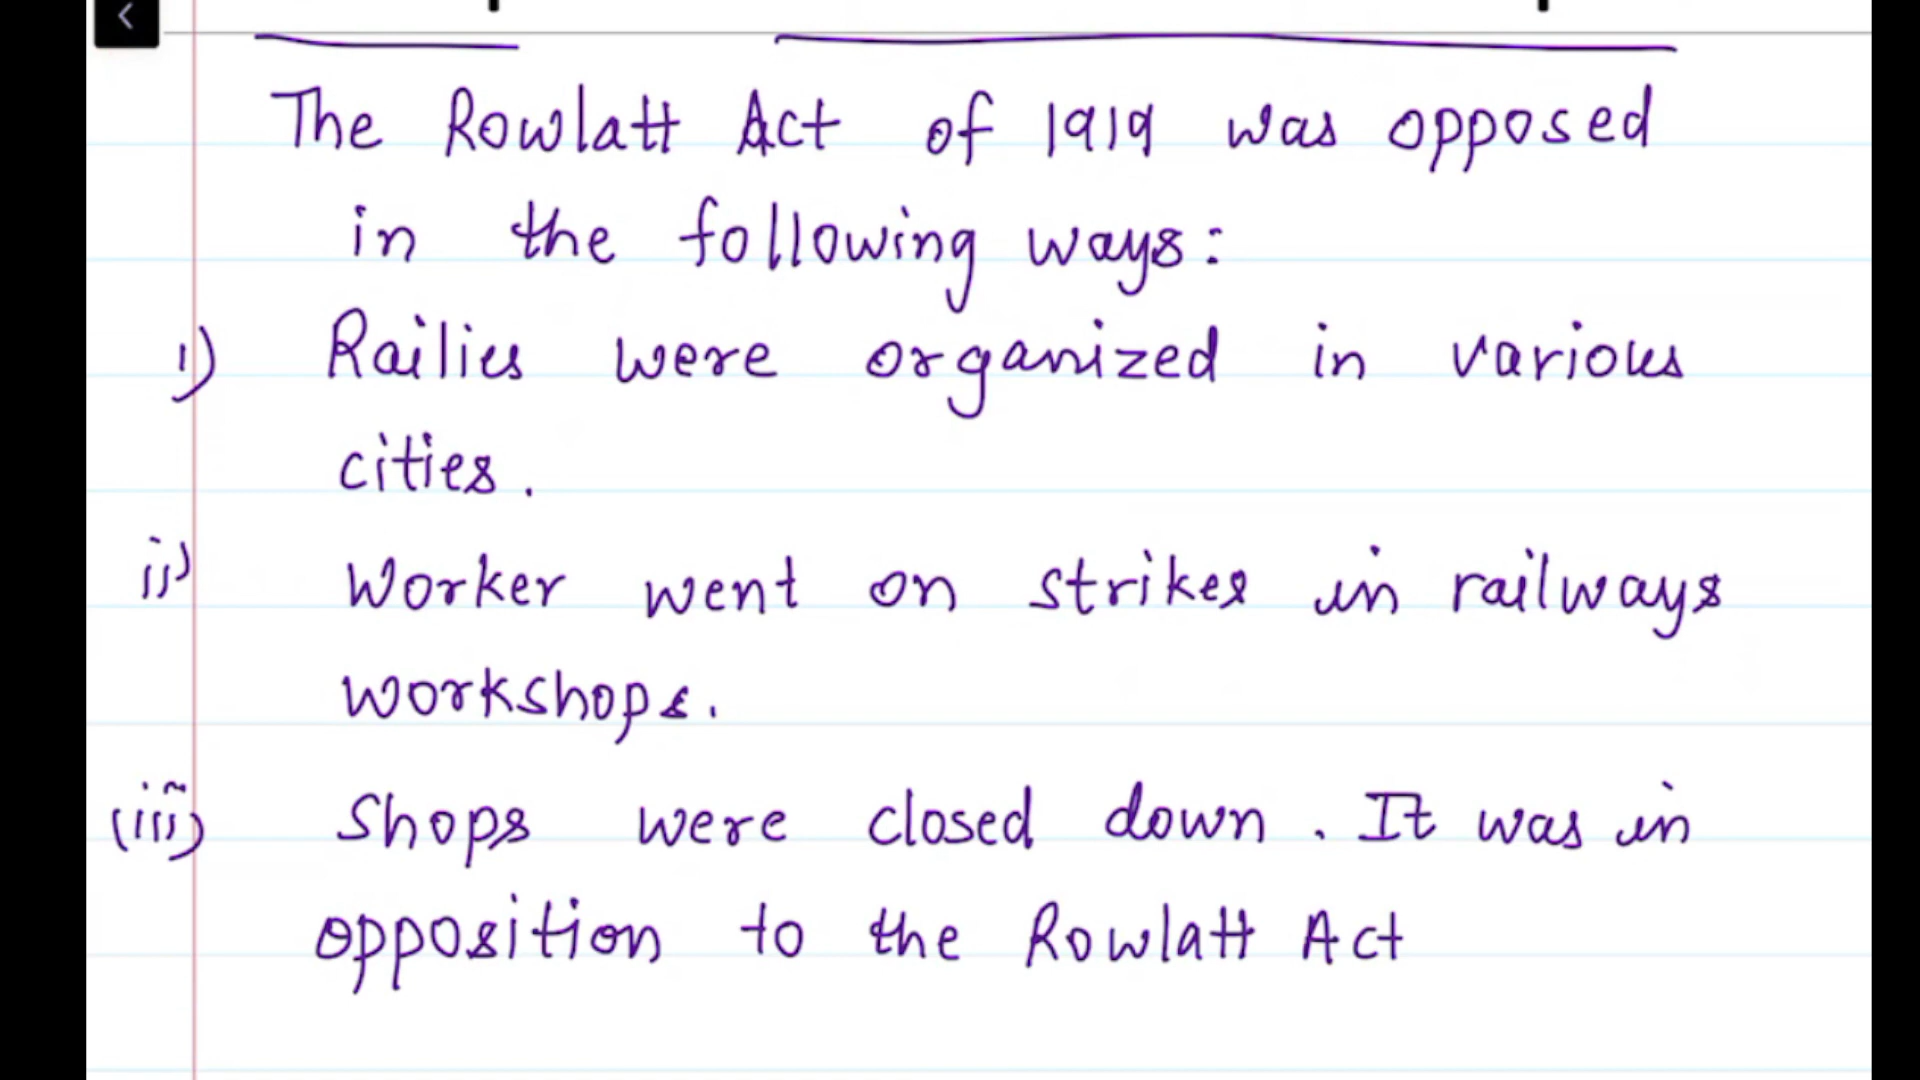 The Rowlatt Act of 1919 was opposed
in the following ways:
i) Railies were organized in various
cities.
ii) Worker went on strikes in railways
workshops.
(iii) Shops were closed down. It was in
opposition to the Rowlatt Act